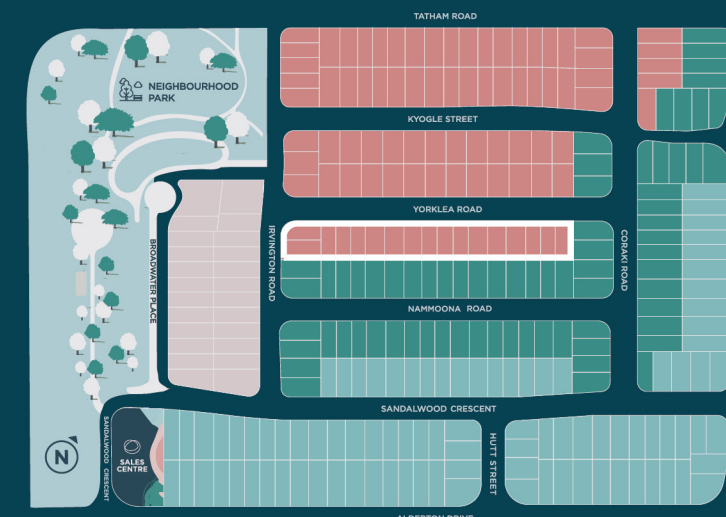 TATHAM ROAD
NEIGHBOURHOOD
PARK
KYOGLE STREET
YORKLEA ROAD
IRVINGTON ROAD
CORAKI ROAD
BROADWATER PLACE
NAMMOONA ROAD
SANDALWOOD CRESCENT
SANDALWOOD CRESCENT
SALES
CENTRE
HUTT STREET
N